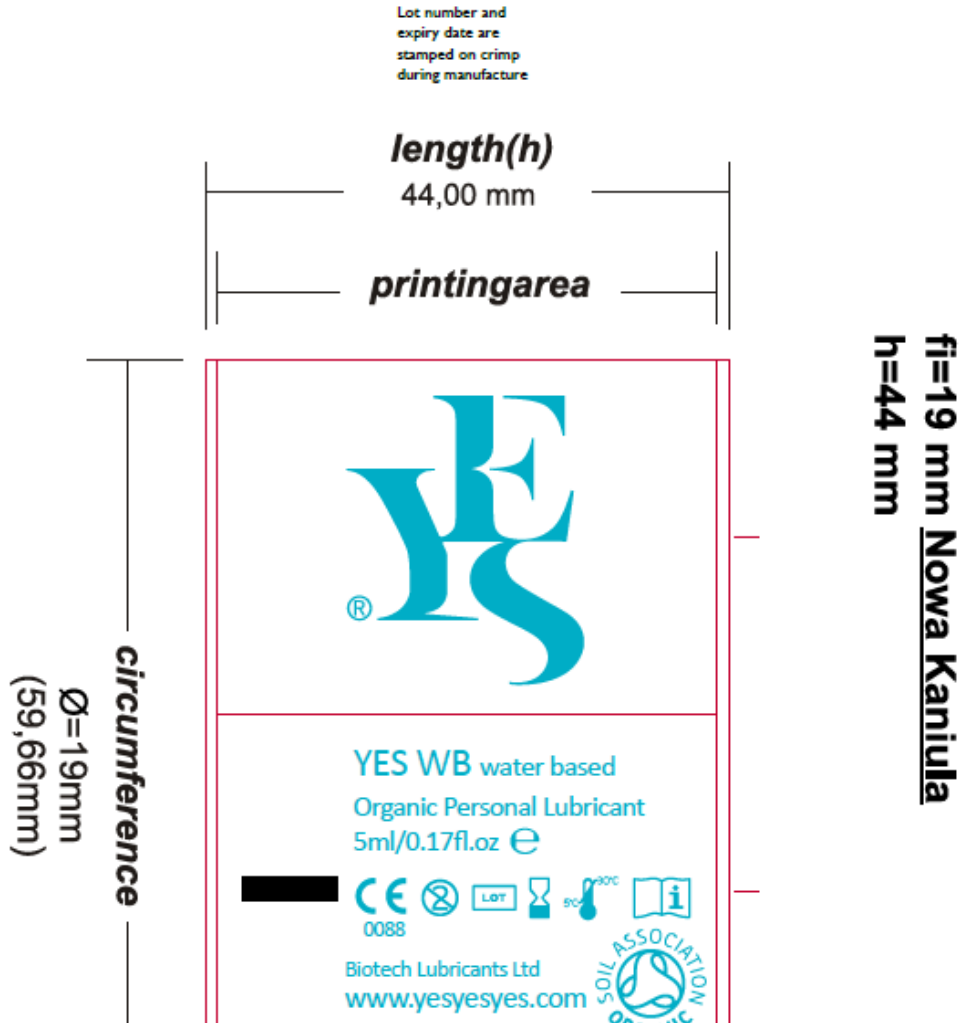 Lot number and
expiry date are
stamped on crimp
during manufacture
length(h)
44,00 mm
printingarea
fi=19 mm Nowa Kaniula
h=44 mm
YES
®
circumference
Ø=19mm
(59,66mm)
YES WB water based
Organic Personal Lubricant
5ml/0.17fl.oz ℮
CE
0088
2
LOT
5°C
30°C
i
Biotech Lubricants Ltd
www.yesyesyes.com
SOIL ASSOCIATION